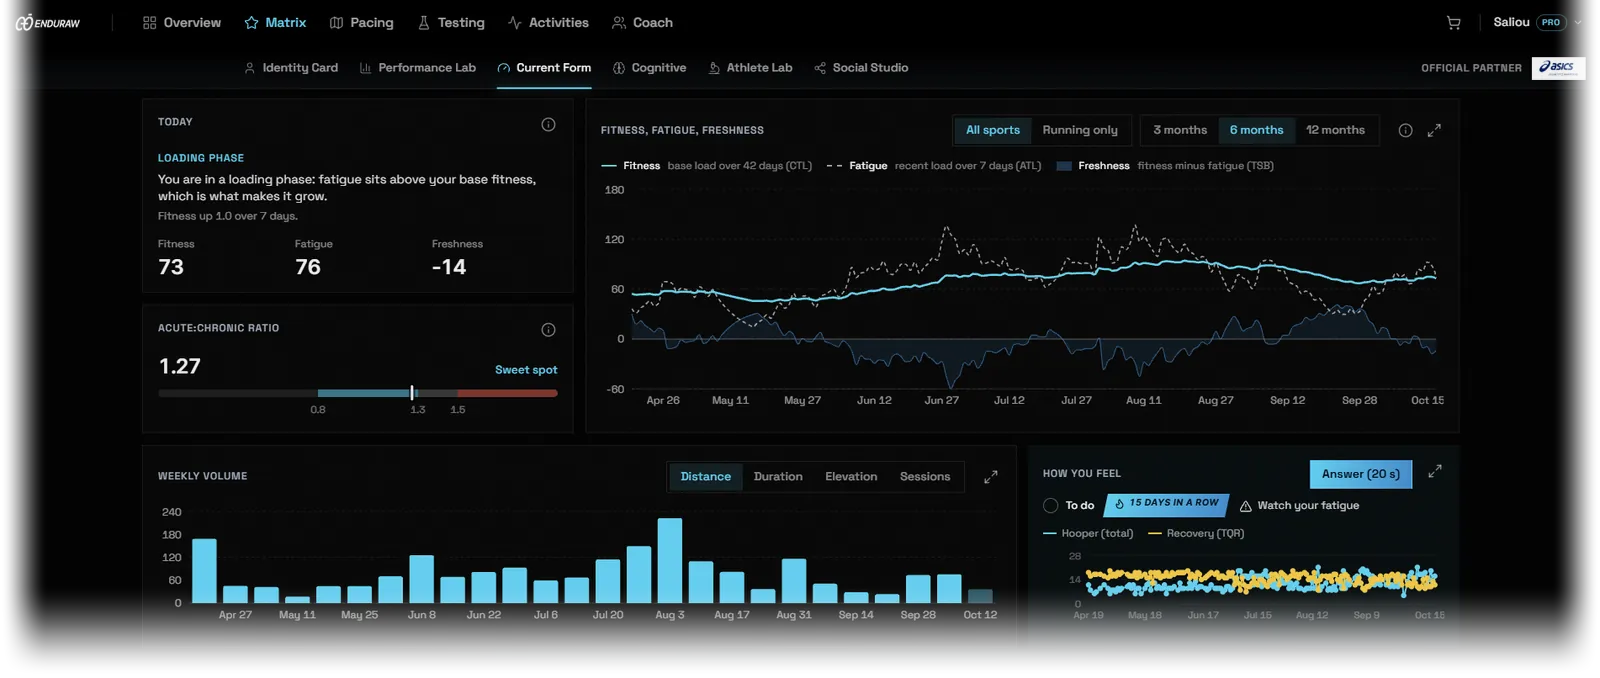 ENDURAW
Overview
Matrix
Pacing
Testing
Activities
Coach
Saliou
PRO
Identity Card
Performance Lab
Current Form
Cognitive
Athlete Lab
Social Studio
OFFICIAL PARTNER
asics
TODAY
LOADING PHASE
You are in a loading phase: fatigue sits above your base fitness,
which is what makes it grow.
Fitness up 1.0 over 7 days.
Fitness Fatigue Freshness
73 76 -14
ACUTE:CHRONIC RATIO
1.27
Sweet spot
0.8 1.3 1.5
FITNESS, FATIGUE, FRESHNESS
All sports Running only
3 months 6 months 12 months
Fitness base load over 42 days (CTL) Fatigue recent load over 7 days (ATL) Freshness fitness minus fatigue (TSB)
180
120
60
0
-60
Apr 26 May 11 May 27 Jun 12 Jun 27 Jul 12 Jul 27 Aug 11 Aug 27 Sep 12 Sep 28 Oct 15
WEEKLY VOLUME
Distance Duration Elevation Sessions
240
180
120
60
0
Apr 27 May 11 May 25 Jun 8 Jun 22 Jul 6 Jul 20 Aug 3 Aug 17 Aug 31 Sep 14 Sep 28 Oct 12
HOW YOU FEEL
Answer (20 s)
To do
15 DAYS IN A ROW
Watch your fatigue
Hooper (total) Recovery (TQR)
28
14
0
Apr 19 May 18 Jun 17 Jul 15 Aug 12 Sep 9 Oct 15